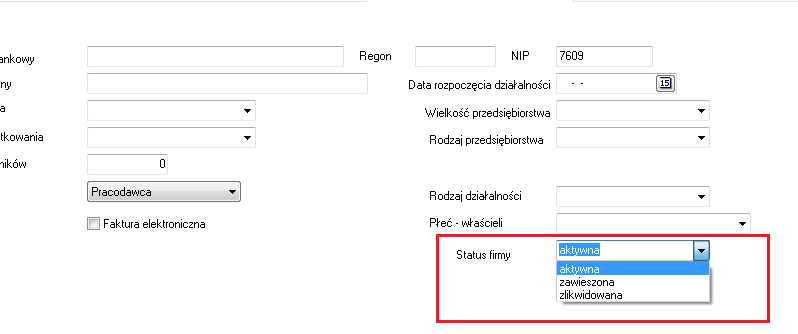 ankowy Regon NIP 7609
ny Data rozpoczęcia działalności - - 15
a Wielkość przedsiębiorstwa
tkowania Rodzaj przedsiębiorstwa
ników 0
Pracodawca Rodzaj działalności
Faktura elektroniczna Płeć - właścieli
Status firmy aktywna
aktywna
zawieszona
zlikwidowana